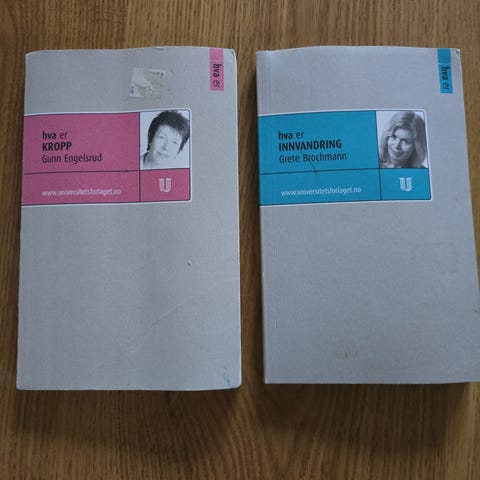 hva er
hva er
KROPP
Gunn Engelsrud
www.universitetsforlaget.no
U
hva er
hva er
INNVANDRING
Grete Brochmann
www.universitetsforlaget.no
U